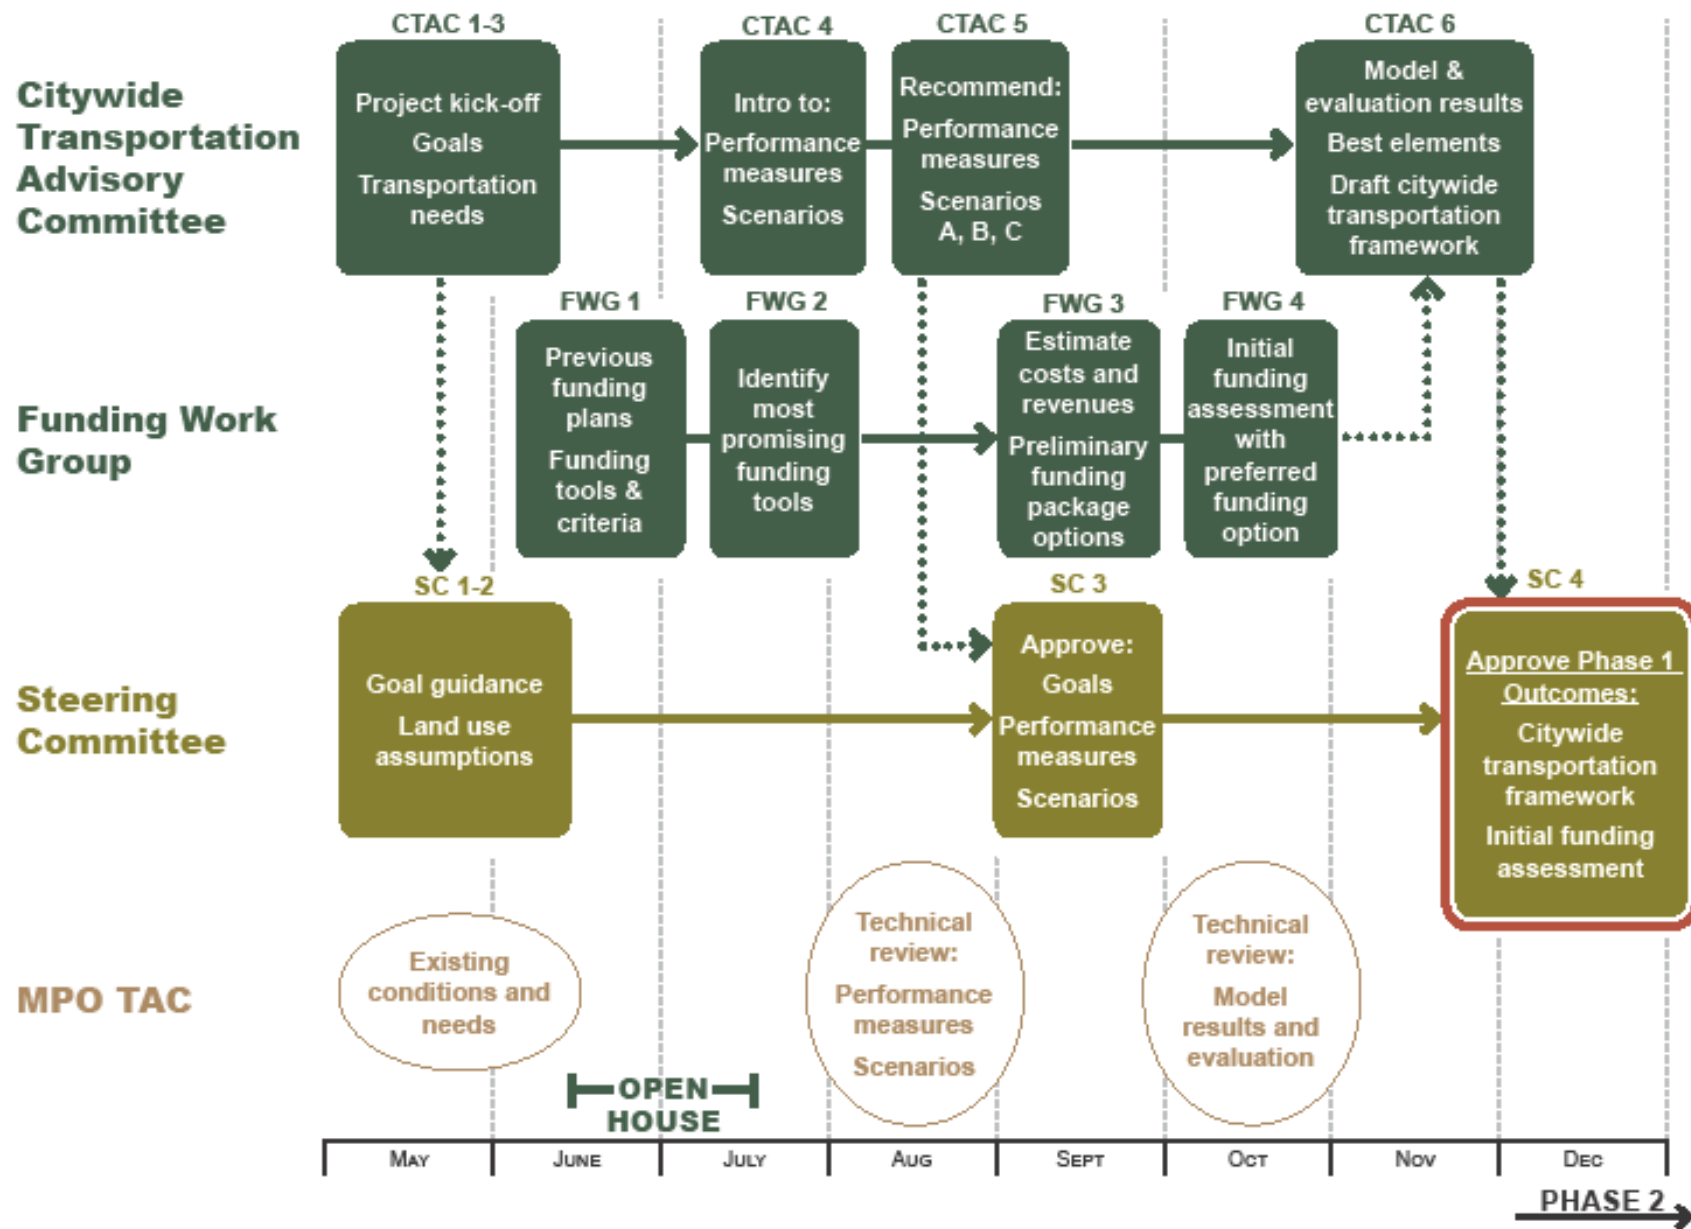 CTAC 1-3
CTAC 4
CTAC 5
CTAC 6
Citywide
Transportation
Advisory
Committee
Project kick-off
Goals
Transportation
needs
Intro to:
Performance
measures
Scenarios
Recommend:
Performance
measures
Scenarios
A, B, C
Model &
evaluation results
Best elements
Draft citywide
transportation
framework
FWG 1
FWG 2
FWG 3
FWG 4
Funding Work
Group
Previous
funding
plans
Funding
tools &
criteria
Identify
most
promising
funding
tools
Estimate
costs and
revenues
Preliminary
funding
package
options
Initial
funding
assessment
with
preferred
funding
option
SC 1-2
SC 3
SC 4
Steering
Committee
Goal guidance
Land use
assumptions
Approve:
Goals
Performance
measures
Scenarios
Approve Phase 1
Outcomes:
Citywide
transportation
framework
Initial funding
assessment
MPO TAC
Existing
conditions and
needs
Technical
review:
Performance
measures
Scenarios
Technical
review:
Model
results and
evaluation
OPEN
HOUSE
MAY
JUNE
JULY
AUG
SEPT
OCT
NOV
DEC
PHASE 2